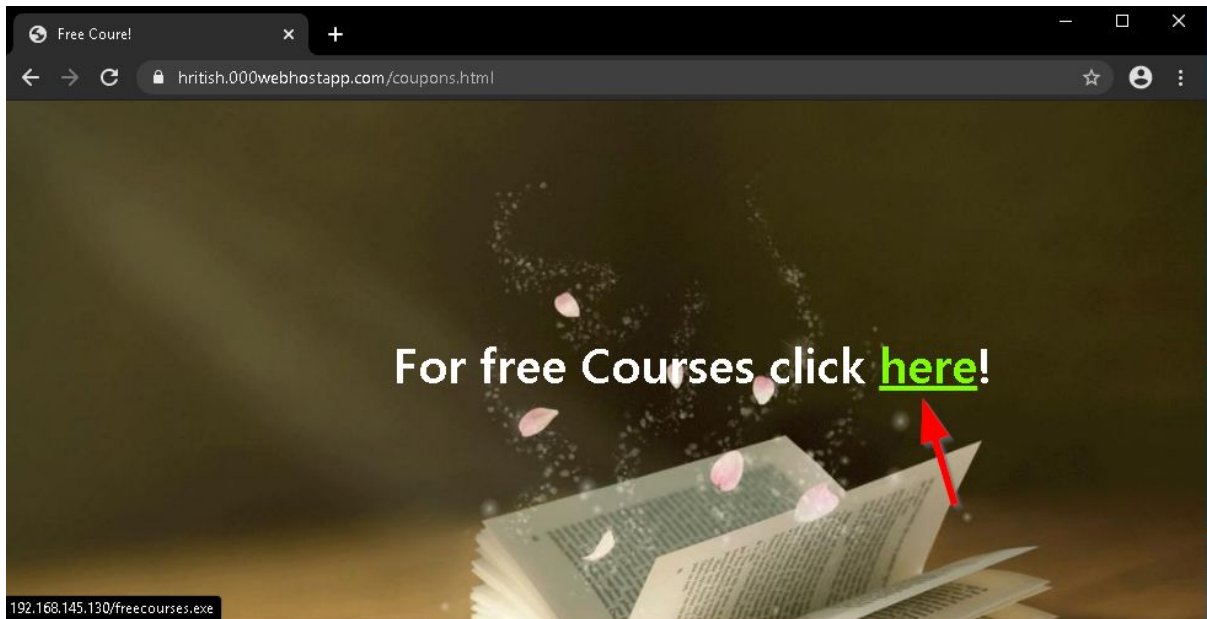 Free Coure!
hritish.000webhostapp.com/coupons.html
For free Courses click here!
192.168.145.130/freecourses.exe